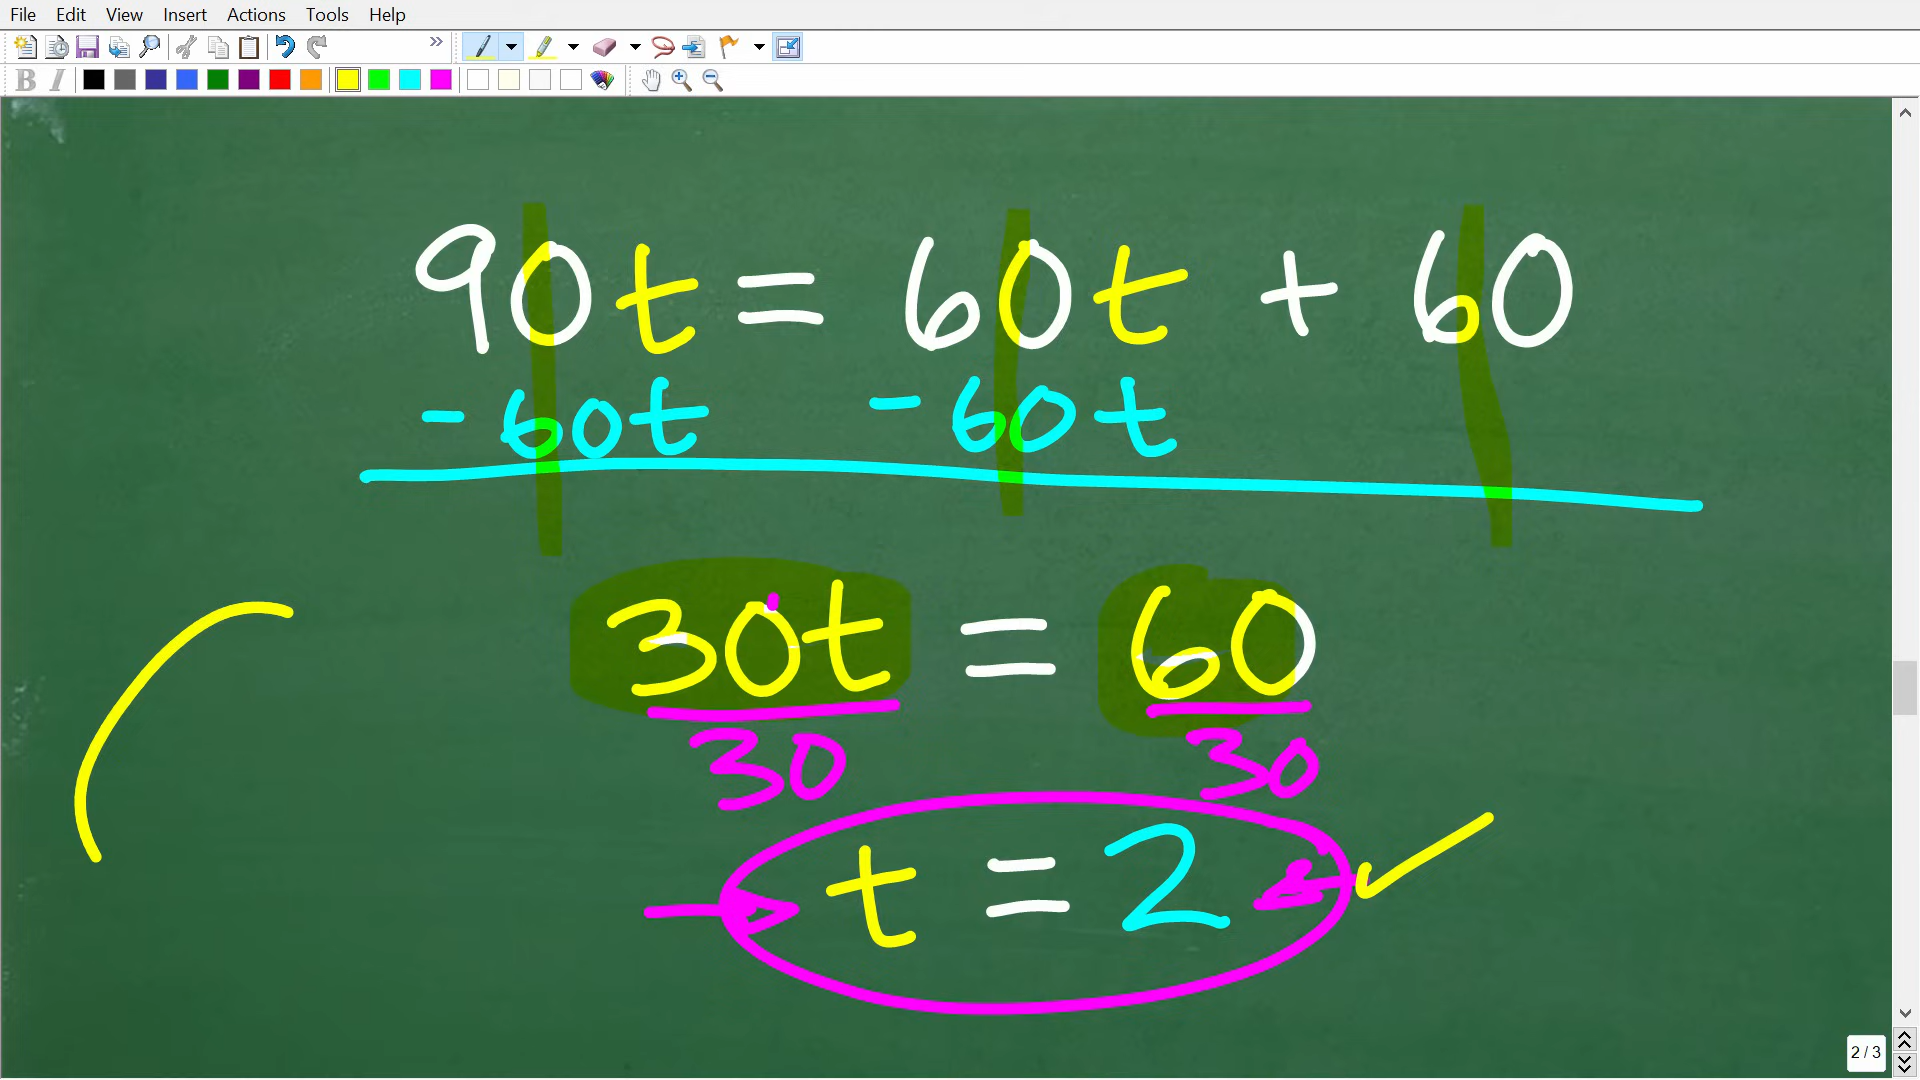 File Edit View Insert Actions Tools Help
B I
90t = 60t + 60
- 60t - 60t
30t = 60
30 30
t = 2
2 / 3